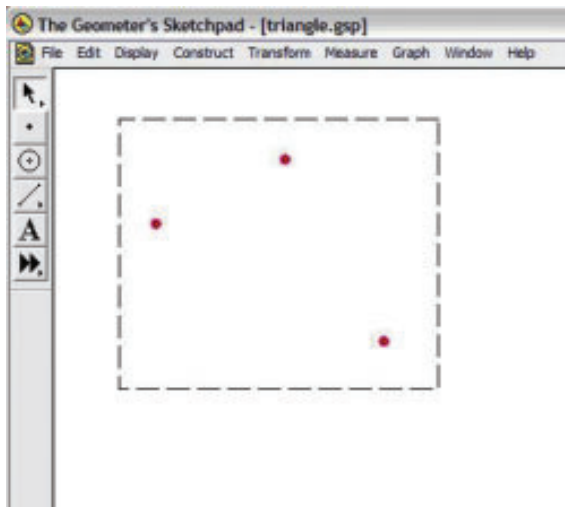 The Geometer's Sketchpad - [triangle.gsp]
File Edit Display Construct Transform Measure Graph Window Help
A